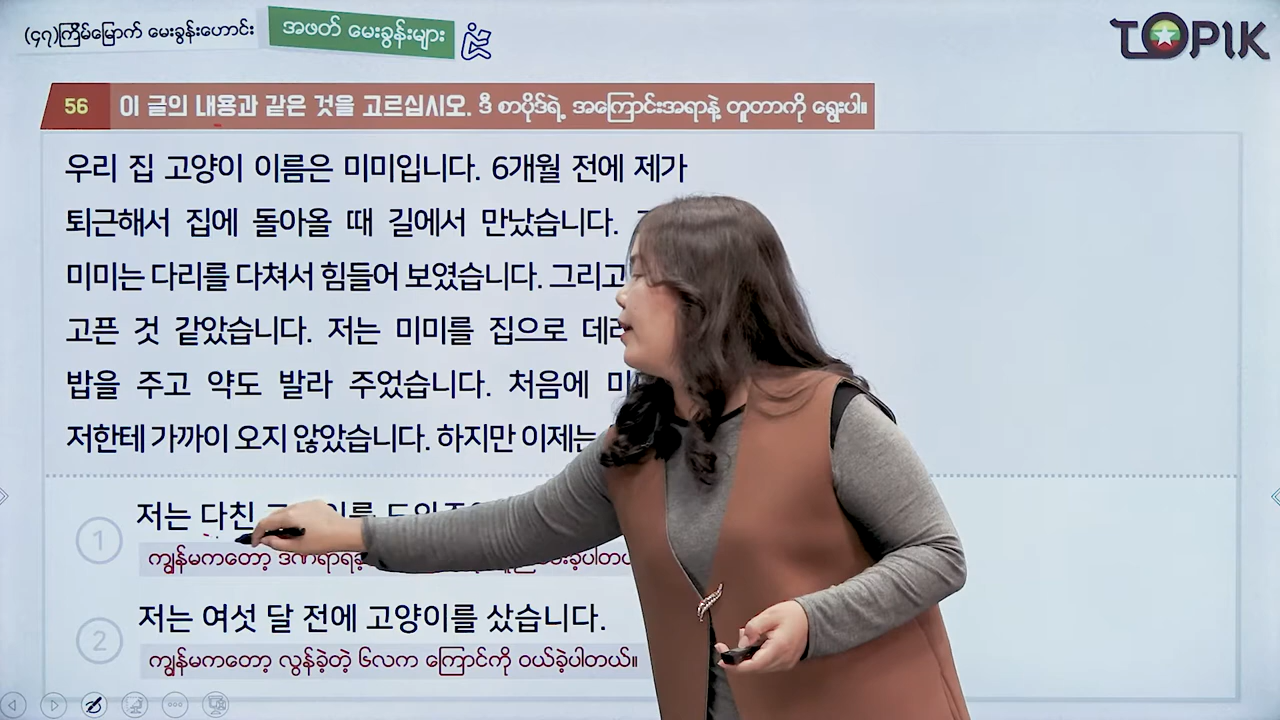 (၄၇)ကြိမ်မြောက် မေးခွန်းဟောင်း
အဖတ် မေးခွန်းများ
TOPIK
56 이 글의 내용과 같은 것을 고르십시오. ဒီ စာပိုဒ်ရဲ့ အကြောင်းအရာနဲ့ တူတာကို ရွေးပါ။
우리 집 고양이 이름은 미미입니다. 6개월 전에 제가
퇴근해서 집에 돌아올 때 길에서 만났습니다.
미미는 다리를 다쳐서 힘들어 보였습니다. 그리고
고픈 것 같았습니다. 저는 미미를 집으로
밥을 주고 약도 발라 주었습니다. 처음에
저한테 가까이 오지 않았습니다. 하지만 이제는
1 저는 다친
ကျွန်မကတော့
2 저는 여섯 달 전에 고양이를 샀습니다.
ကျွန်မကတော့ လွန်ခဲ့တဲ့ ၆လက ကြောင်ကို ဝယ်ခဲ့ပါတယ်။